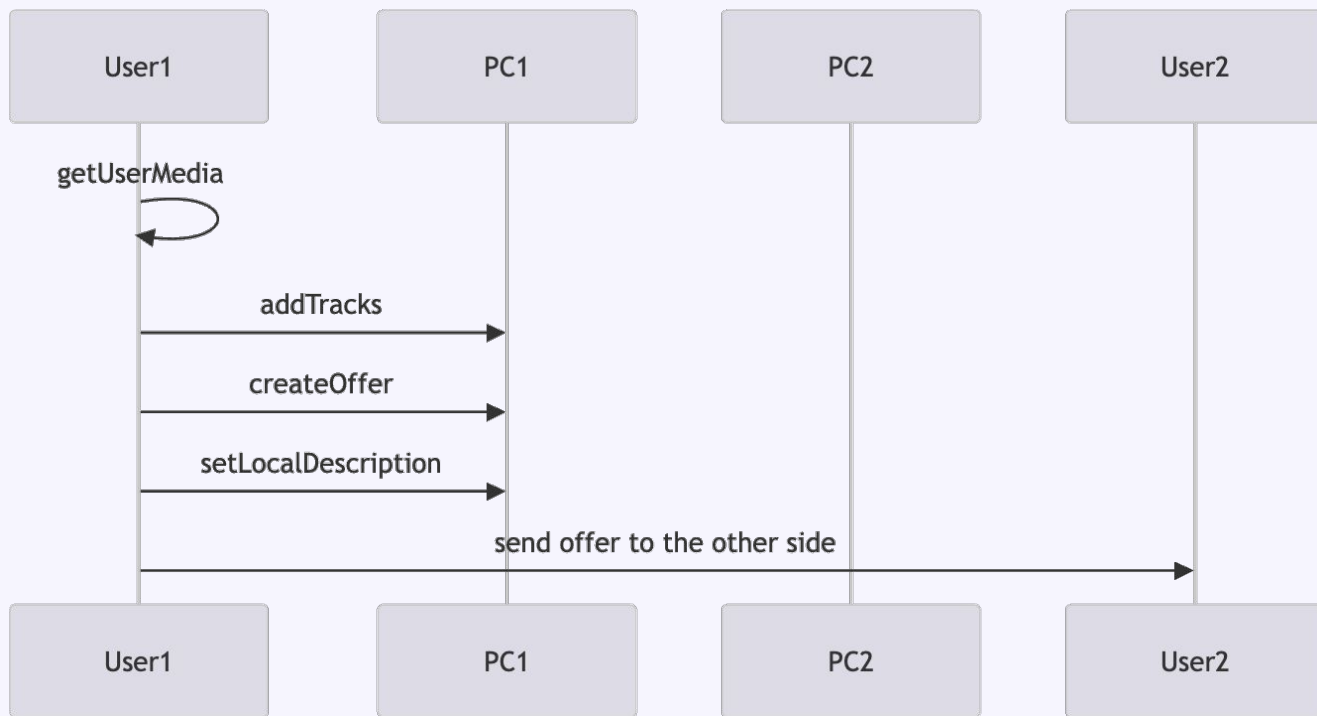 User1
PC1
PC2
User2
getUserMedia
addTracks
createOffer
setLocalDescription
send offer to the other side
User1
PC1
PC2
User2